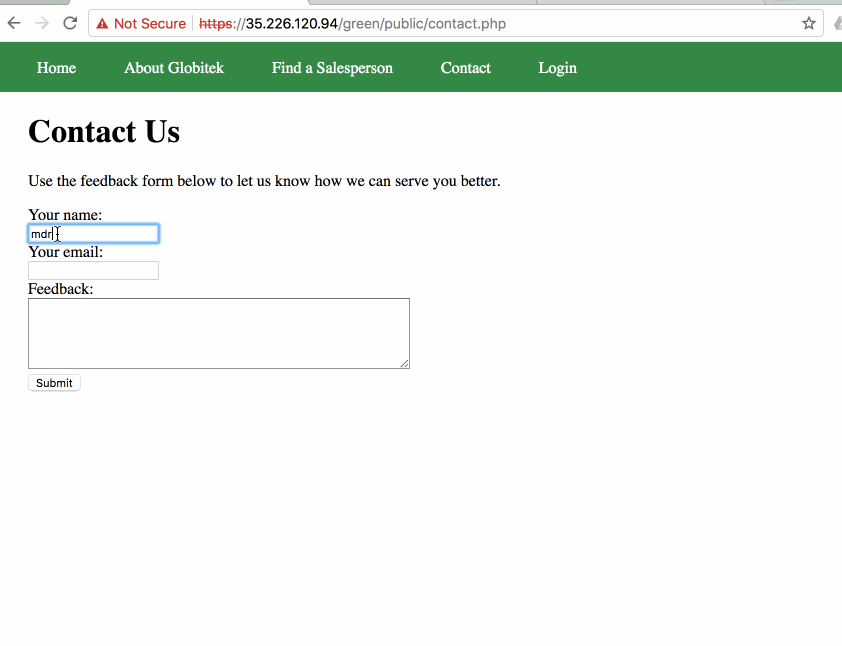 Not Secure https://35.226.120.94/green/public/contact.php
Home About Globitek Find a Salesperson Contact Login
Contact Us
Use the feedback form below to let us know how we can serve you better.
Your name:
mdr
Your email:
Feedback:
Submit